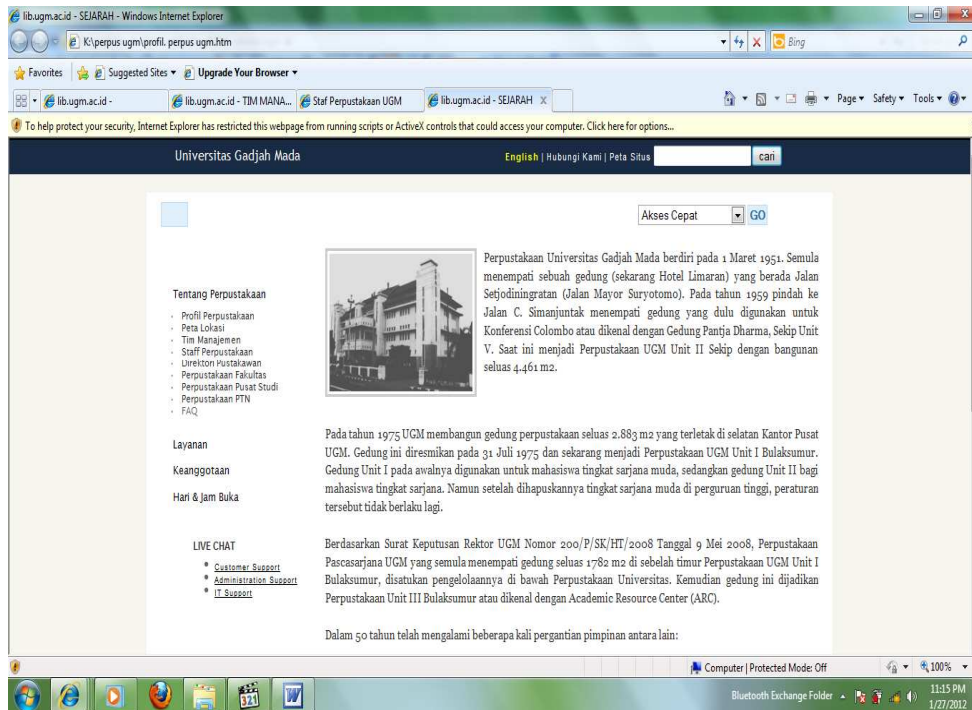 lib.ugm.ac.id - SEJARAH - Windows Internet Explorer
K:\perpus ugm\profil. perpus ugm.htm
Bing
Favorites
Suggested Sites
Upgrade Your Browser
lib.ugm.ac.id -
lib.ugm.ac.id - TIM MANA...
Staf Perpustakaan UGM
lib.ugm.ac.id - SEJARAH
Page
Safety
Tools
To help protect your security, Internet Explorer has restricted this webpage from running scripts or ActiveX controls that could access your computer. Click here for options...
Universitas Gadjah Mada
English | Hubungi Kami | Peta Situs
cari
Akses Cepat
GO
Tentang Perpustakaan
Profil Perpustakaan
Peta Lokasi
Tim Manajemen
Staff Perpustakaan
Direktori Pustakawan
Perpustakaan Fakultas
Perpustakaan Pusat Studi
Perpustakaan PTN
FAQ
Layanan
Keanggotaan
Hari & Jam Buka
LIVE CHAT
Customer Support
Administration Support
IT Support
Perpustakaan Universitas Gadjah Mada berdiri pada 1 Maret 1951. Semula
menempati sebuah gedung (sekarang Hotel Limaran) yang berada Jalan
Setjodiningratan (Jalan Mayor Suryotomo). Pada tahun 1959 pindah ke
Jalan C. Simanjuntak menempati gedung yang dulu digunakan untuk
Konferensi Colombo atau dikenal dengan Gedung Pantja Dharma, Sekip Unit
V. Saat ini menjadi Perpustakaan UGM Unit II Sekip dengan bangunan
seluas 4.461 m2.
Pada tahun 1975 UGM membangun gedung perpustakaan seluas 2.883 m2 yang terletak di selatan Kantor Pusat
UGM. Gedung ini diresmikan pada 31 Juli 1975 dan sekarang menjadi Perpustakaan UGM Unit I Bulaksumur.
Gedung Unit I pada awalnya digunakan untuk mahasiswa tingkat sarjana muda, sedangkan gedung Unit II bagi
mahasiswa tingkat sarjana. Namun setelah dihapuskannya tingkat sarjana muda di perguruan tinggi, peraturan
tersebut tidak berlaku lagi.
Berdasarkan Surat Keputusan Rektor UGM Nomor 200/P/SK/HT/2008 Tanggal 9 Mei 2008, Perpustakaan
Pascasarjana UGM yang semula menempati gedung seluas 1782 m2 di sebelah timur Perpustakaan UGM Unit I
Bulaksumur, disatukan pengelolaannya di bawah Perpustakaan Universitas. Kemudian gedung ini dijadikan
Perpustakaan Unit III Bulaksumur atau dikenal dengan Academic Resource Center (ARC).
Dalam 50 tahun telah mengalami beberapa kali pergantian pimpinan antara lain:
Computer | Protected Mode: Off
100%
321
Bluetooth Exchange Folder
11:15 PM
1/27/2012